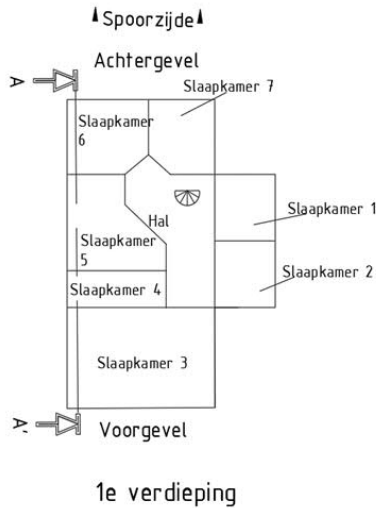 Spoorzijde
Achtergevel
A
Slaapkamer 7
Slaapkamer
6
Slaapkamer 1
Hal
Slaapkamer
5
Slaapkamer 2
Slaapkamer 4
Slaapkamer 3
A'
Voorgevel
1e verdieping